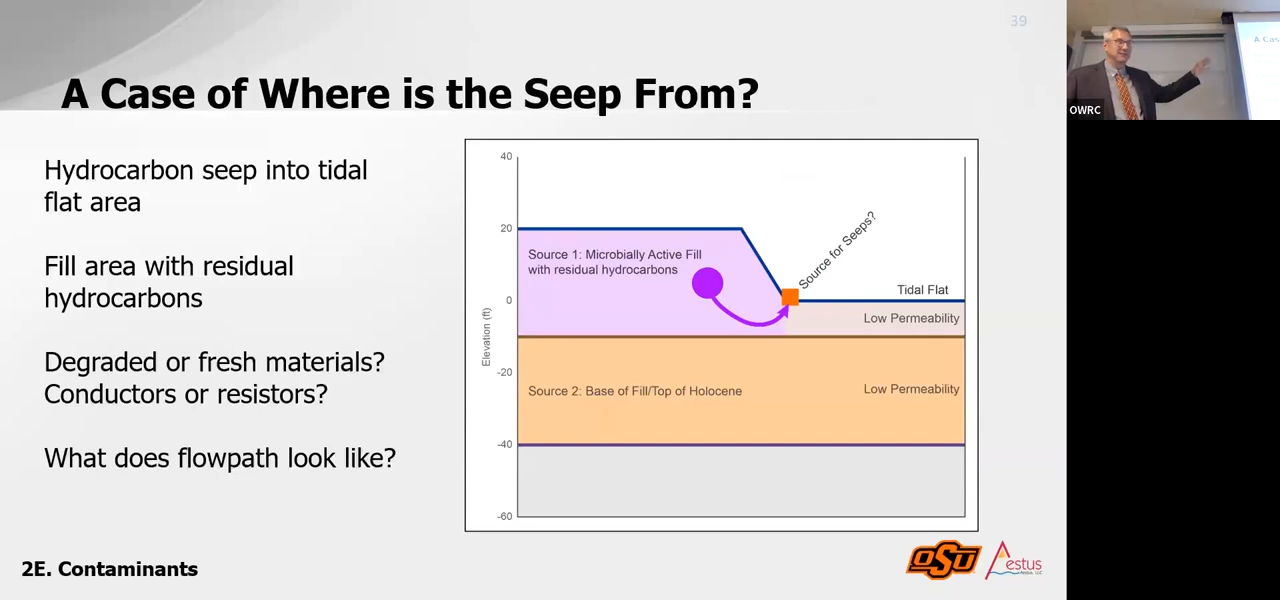 39
A Case of Where is the Seep From?
Hydrocarbon seep into tidal
flat area
Fill area with residual
hydrocarbons
Degraded or fresh materials?
Conductors or resistors?
What does flowpath look like?
40
20
0
-20
-40
-60
Elevation (ft)
Source 1: Microbially Active Fill
with residual hydrocarbons
Source for Seeps?
Tidal Flat
Low Permeability
Source 2: Base of Fill/Top of Holocene
Low Permeability
2E. Contaminants
OSU
Aestus
OWRC
A Cas